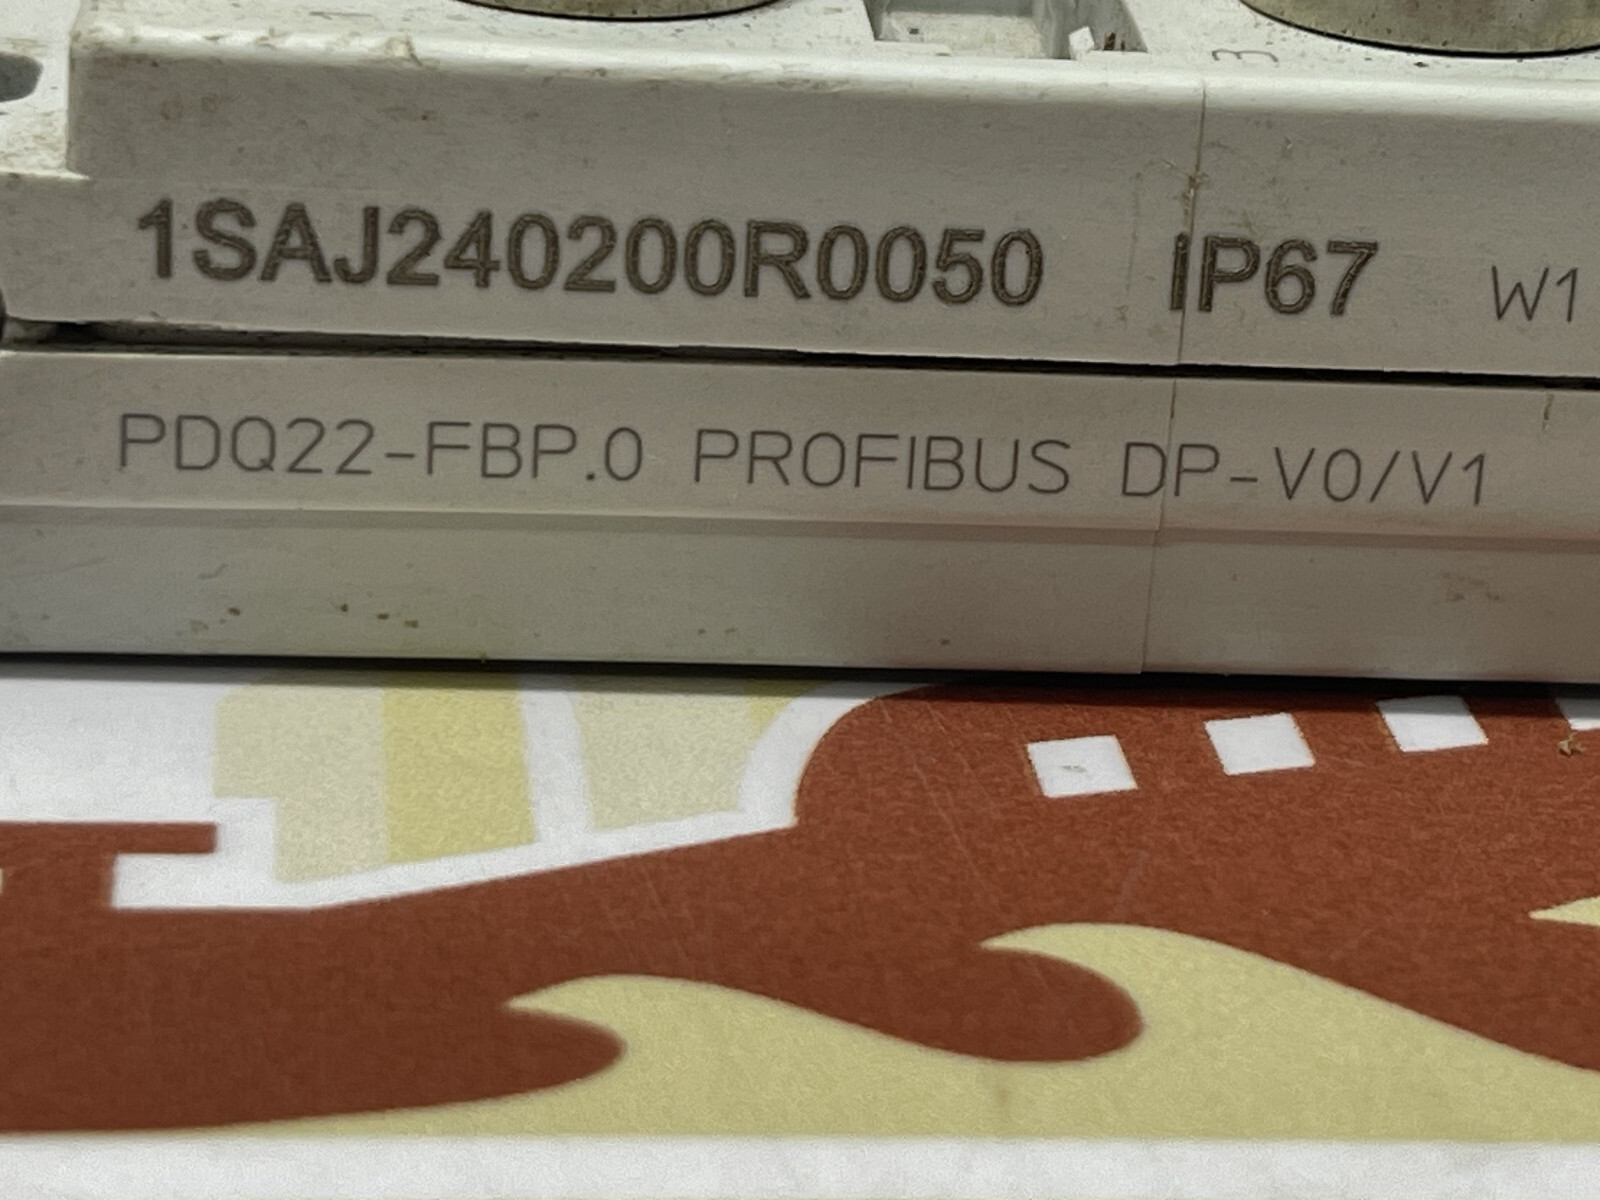 1SAJ240200R0050 IP67 W1
PDQ22-FBP.0 PROFIBUS DP-V0/V1